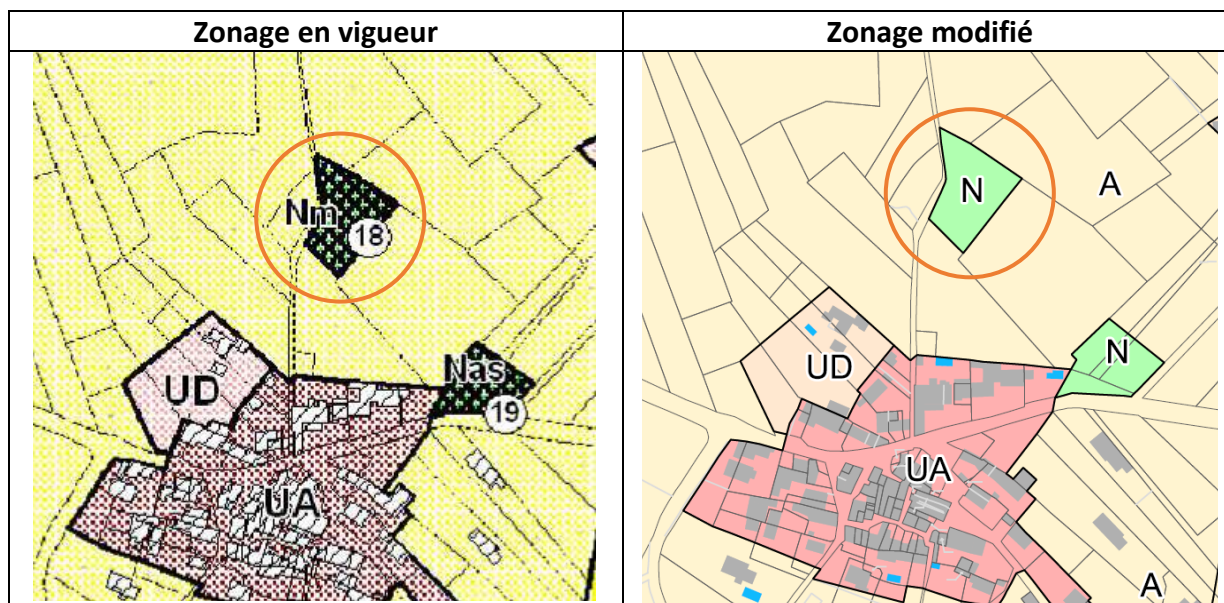 Zonage en vigueur
Zonage modifié
Nm
18
UD
Nas
19
UA
N
A
N
UD
UA
A